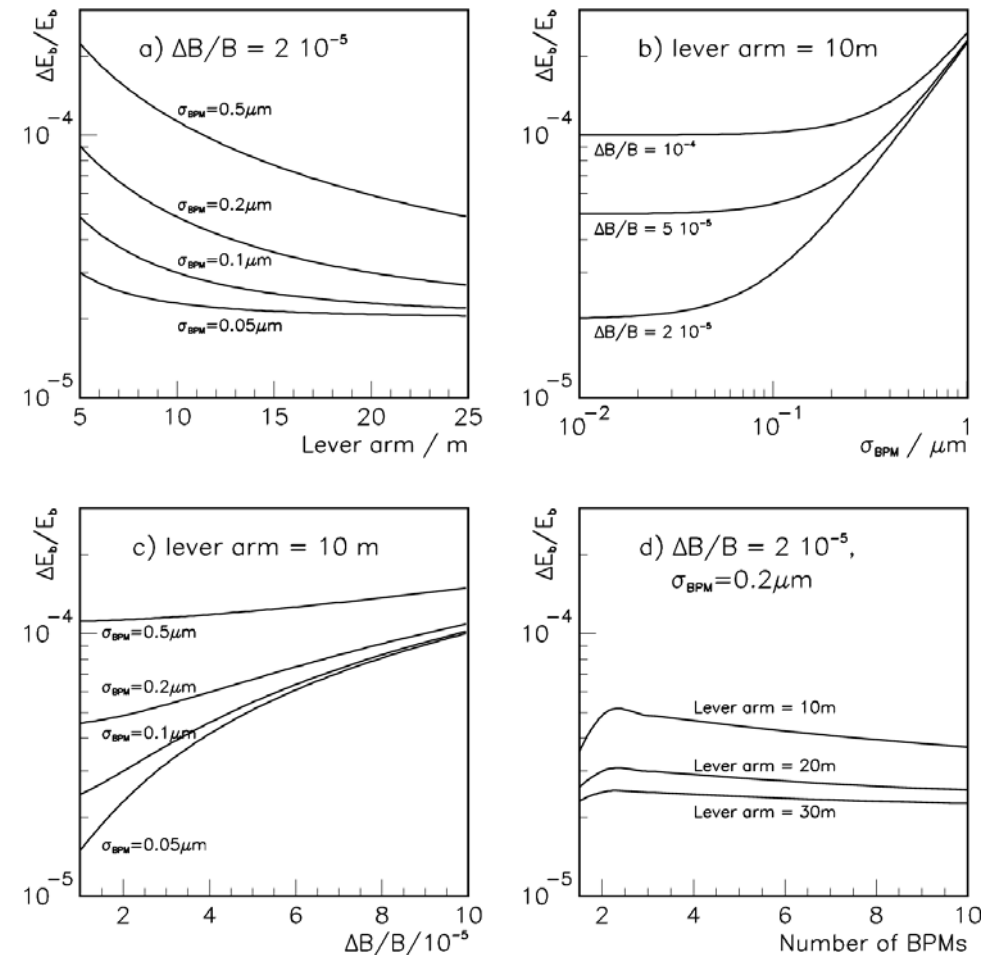 a) ΔB/B = 2 10⁻⁵
ΔE_b/E_b
σ_BPM=0.5μm
10⁻⁴
σ_BPM=0.2μm
σ_BPM=0.1μm
σ_BPM=0.05μm
10⁻⁵
5 10 15 20 25
Lever arm / m
b) lever arm = 10m
ΔE_b/E_b
10⁻⁴
ΔB/B = 10⁻⁴
ΔB/B = 5 10⁻⁵
ΔB/B = 2 10⁻⁵
10⁻⁵
10⁻² 10⁻¹ 1
σ_BPM / μm
c) lever arm = 10 m
ΔE_b/E_b
10⁻⁴
σ_BPM=0.5μm
σ_BPM=0.2μm
σ_BPM=0.1μm
σ_BPM=0.05μm
10⁻⁵
2 4 6 8 10
ΔB/B/10⁻⁵
d) ΔB/B = 2 10⁻⁵,
σ_BPM=0.2μm
ΔE_b/E_b
10⁻⁴
Lever arm = 10m
Lever arm = 20m
Lever arm = 30m
10⁻⁵
2 4 6 8 10
Number of BPMs